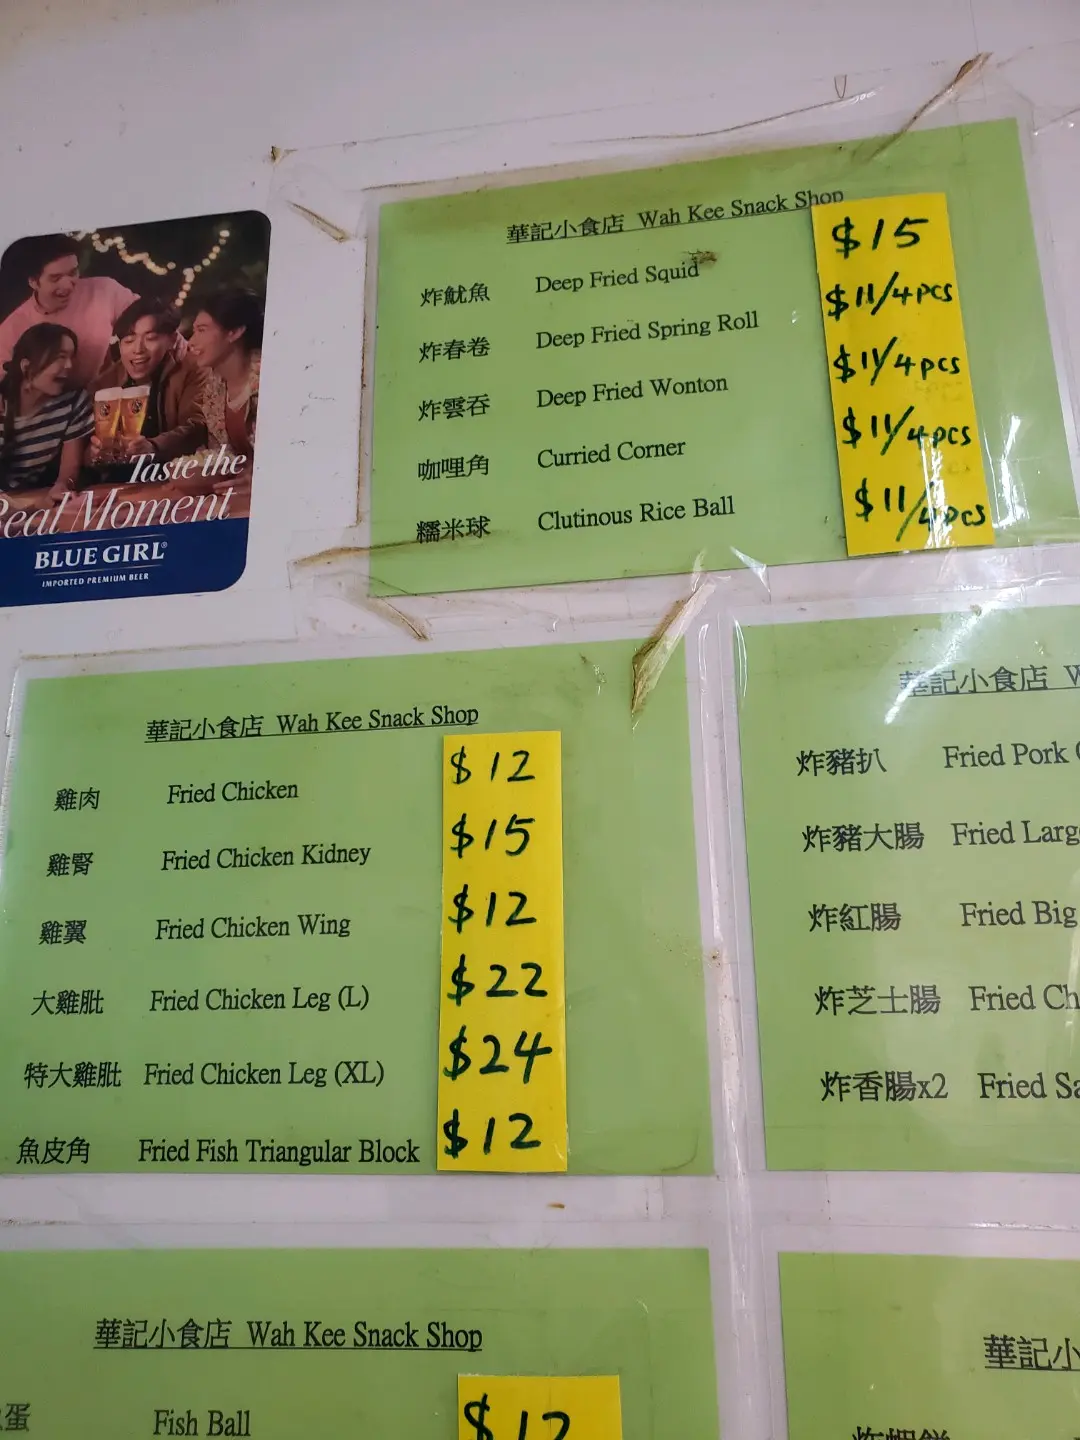 華記小食店 Wah Kee Snack Shop
炸魷魚 Deep Fried Squid $15
炸春卷 Deep Fried Spring Roll $11/4pcs
炸雲吞 Deep Fried Wonton $11/4pcs
咖哩角 Curried Corner $11/4pcs
糯米球 Clutinous Rice Ball $11/4pcs
Taste the
Real Moment
BLUE GIRL®
IMPORTED PREMIUM BEER
華記小食店 Wah Kee Snack Shop
雞肉 Fried Chicken $12
雞腎 Fried Chicken Kidney $15
雞翼 Fried Chicken Wing $12
大雞肶 Fried Chicken Leg (L) $22
特大雞肶 Fried Chicken Leg (XL) $24
魚皮角 Fried Fish Triangular Block $12
華記小食店 W
炸豬扒 Fried Pork
炸豬大腸 Fried Larg
炸紅腸 Fried Big
炸芝士腸 Fried Ch
炸香腸x2 Fried Sa
華記小食店 Wah Kee Snack Shop
蛋 Fish Ball $12
華記小